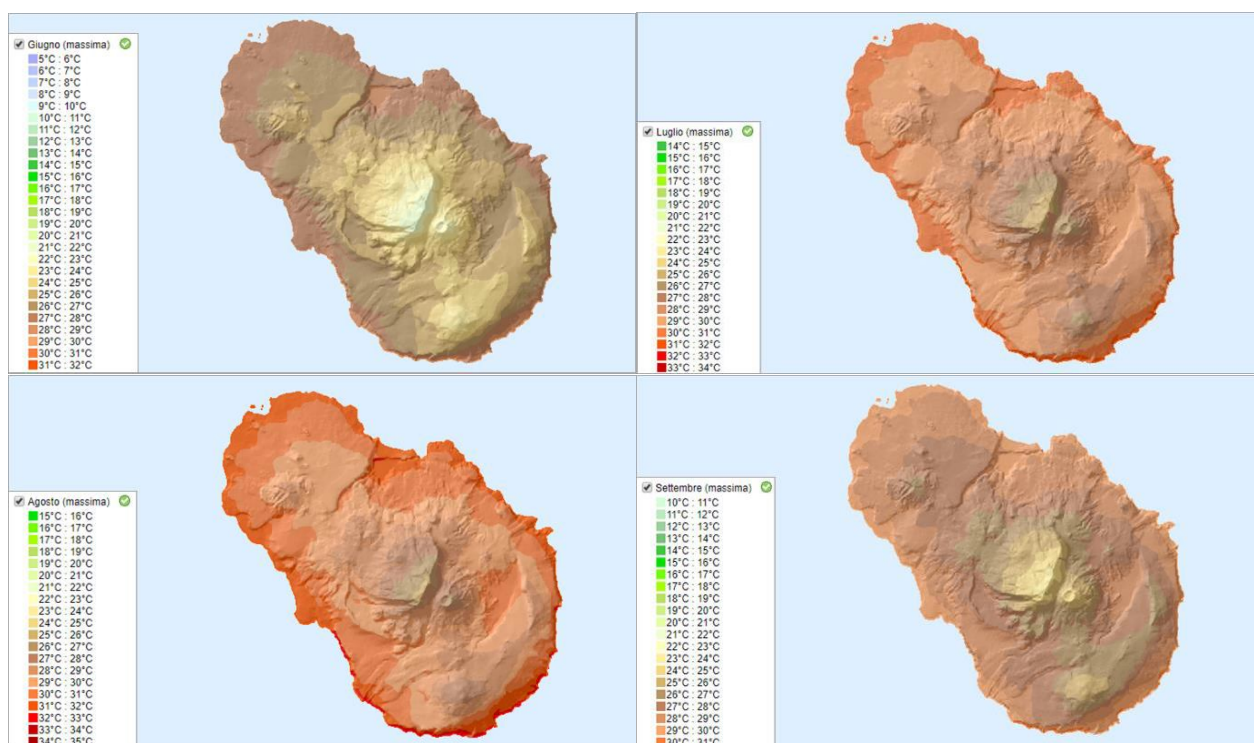 Giugno (massima)
5°C : 6°C
6°C : 7°C
7°C : 8°C
8°C : 9°C
9°C : 10°C
10°C : 11°C
11°C : 12°C
12°C : 13°C
13°C : 14°C
14°C : 15°C
15°C : 16°C
16°C : 17°C
17°C : 18°C
18°C : 19°C
19°C : 20°C
20°C : 21°C
21°C : 22°C
22°C : 23°C
23°C : 24°C
24°C : 25°C
25°C : 26°C
26°C : 27°C
27°C : 28°C
28°C : 29°C
29°C : 30°C
30°C : 31°C
31°C : 32°C
Luglio (massima)
14°C : 15°C
15°C : 16°C
16°C : 17°C
17°C : 18°C
18°C : 19°C
19°C : 20°C
20°C : 21°C
21°C : 22°C
22°C : 23°C
23°C : 24°C
24°C : 25°C
25°C : 26°C
26°C : 27°C
27°C : 28°C
28°C : 29°C
29°C : 30°C
30°C : 31°C
31°C : 32°C
32°C : 33°C
33°C : 34°C
Agosto (massima)
15°C : 16°C
16°C : 17°C
17°C : 18°C
18°C : 19°C
19°C : 20°C
20°C : 21°C
21°C : 22°C
22°C : 23°C
23°C : 24°C
24°C : 25°C
25°C : 26°C
26°C : 27°C
27°C : 28°C
28°C : 29°C
29°C : 30°C
30°C : 31°C
31°C : 32°C
32°C : 33°C
33°C : 34°C
34°C : 35°C
Settembre (massima)
10°C : 11°C
11°C : 12°C
12°C : 13°C
13°C : 14°C
14°C : 15°C
15°C : 16°C
16°C : 17°C
17°C : 18°C
18°C : 19°C
19°C : 20°C
20°C : 21°C
21°C : 22°C
22°C : 23°C
23°C : 24°C
24°C : 25°C
25°C : 26°C
26°C : 27°C
27°C : 28°C
28°C : 29°C
29°C : 30°C
30°C : 31°C